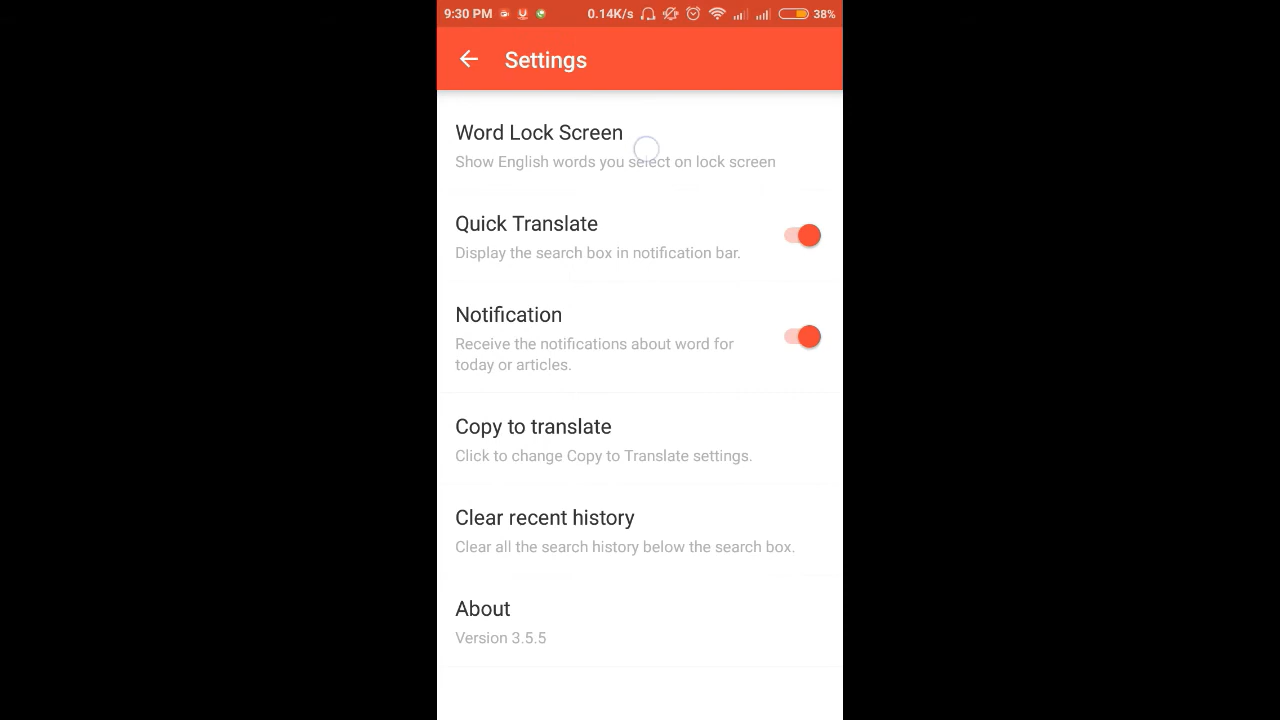 9:30 PM 0.14K/s 38%
Settings
Word Lock Screen
Show English words you select on lock screen
Quick Translate
Display the search box in notification bar.
Notification
Receive the notifications about word for
today or articles.
Copy to translate
Click to change Copy to Translate settings.
Clear recent history
Clear all the search history below the search box.
About
Version 3.5.5